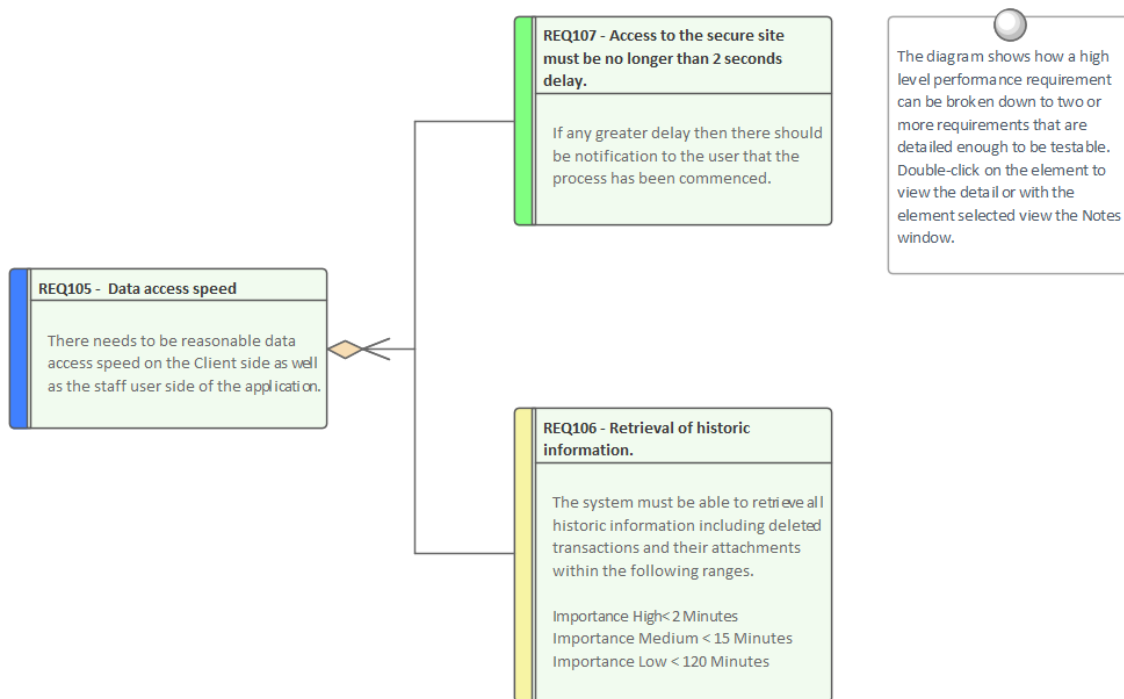 REQ107 - Access to the secure site
must be no longer than 2 seconds
delay.
If any greater delay then there should
be notification to the user that the
process has been commenced.
The diagram shows how a high
level performance requirement
can be broken down to two or
more requirements that are
detailed enough to be testable.
Double-click on the element to
view the detail or with the
element selected view the Notes
window.
REQ105 - Data access speed
There needs to be reasonable data
access speed on the Client side as well
as the staff user side of the application.
REQ106 - Retrieval of historic
information.
The system must be able to retrieve all
historic information including deleted
transactions and their attachments
within the following ranges.
Importance High< 2 Minutes
Importance Medium < 15 Minutes
Importance Low < 120 Minutes